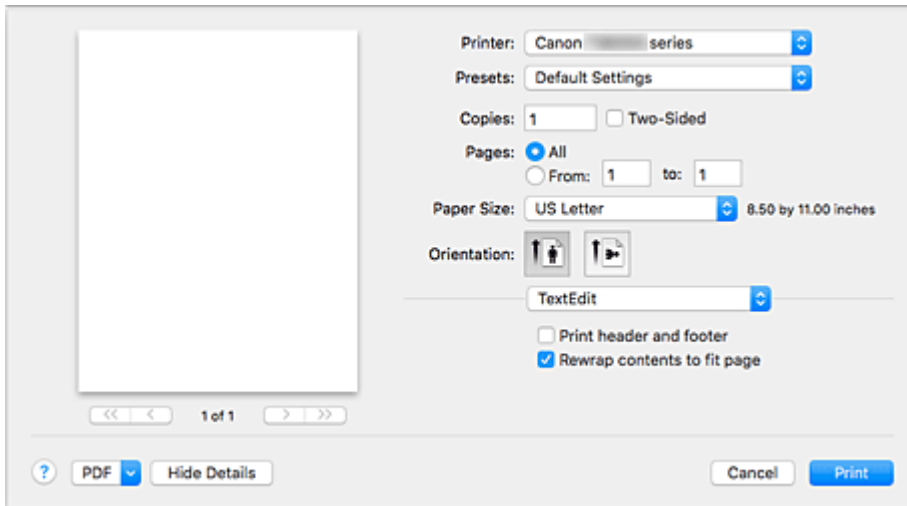 Printer: Canon series
Presets: Default Settings
Copies: 1 Two-Sided
Pages: All
From: 1 to: 1
Paper Size: US Letter 8.50 by 11.00 inches
Orientation:
TextEdit
Print header and footer
Rewrap contents to fit page
<< < 1 of 1 > >>
? PDF Hide Details Cancel Print